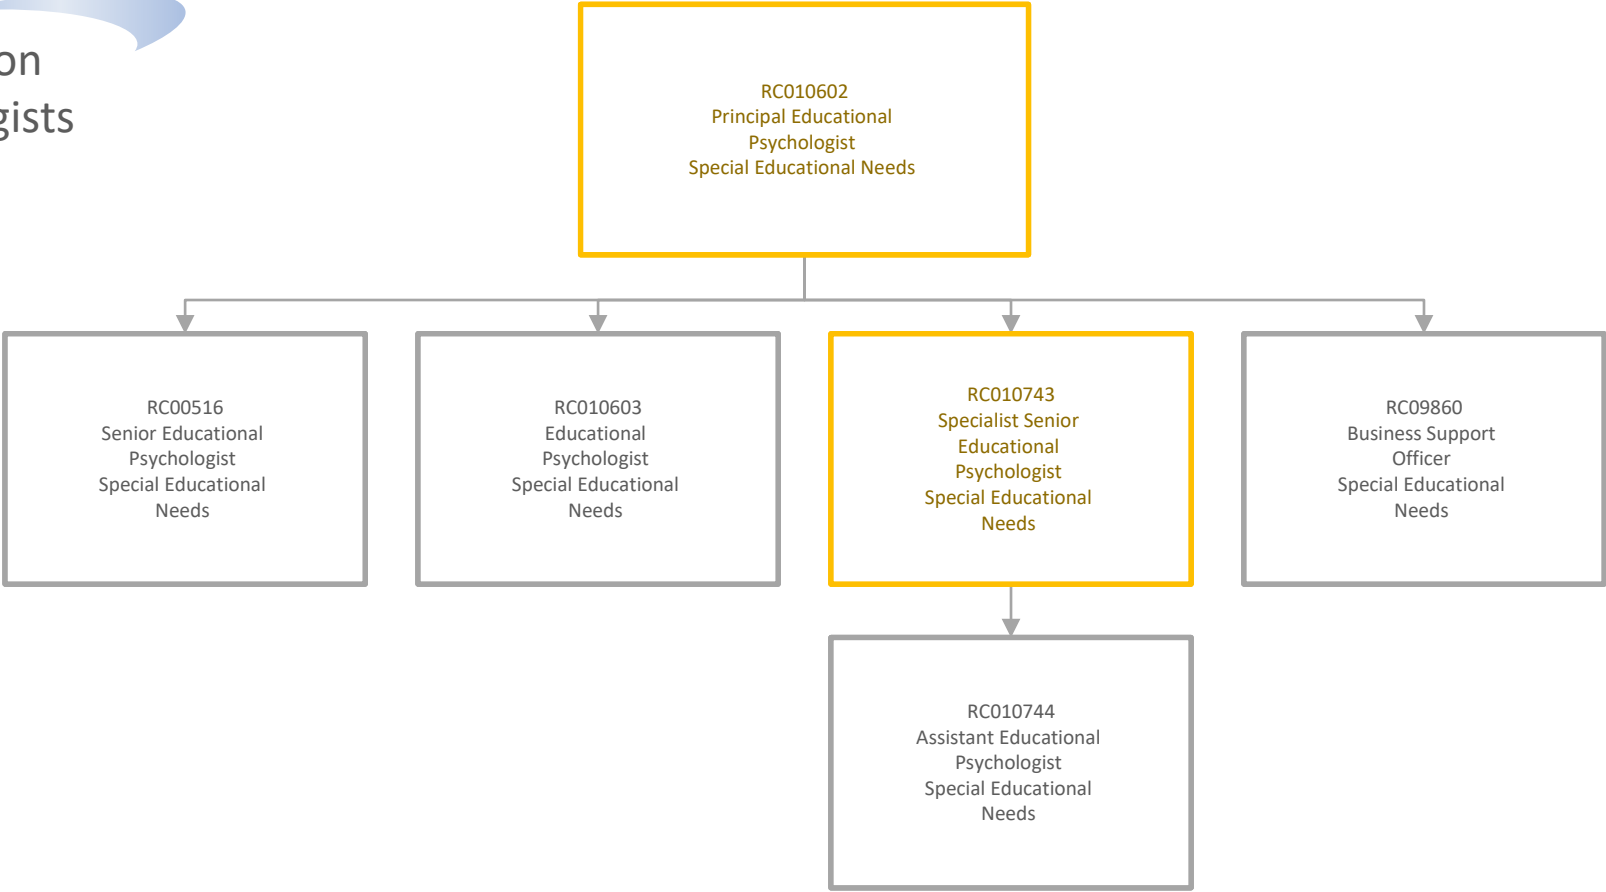 on
gists
RC010602
Principal Educational
Psychologist
Special Educational Needs
RC00516
Senior Educational
Psychologist
Special Educational
Needs
RC010603
Educational
Psychologist
Special Educational
Needs
RC010743
Specialist Senior
Educational
Psychologist
Special Educational
Needs
RC09860
Business Support
Officer
Special Educational
Needs
RC010744
Assistant Educational
Psychologist
Special Educational
Needs